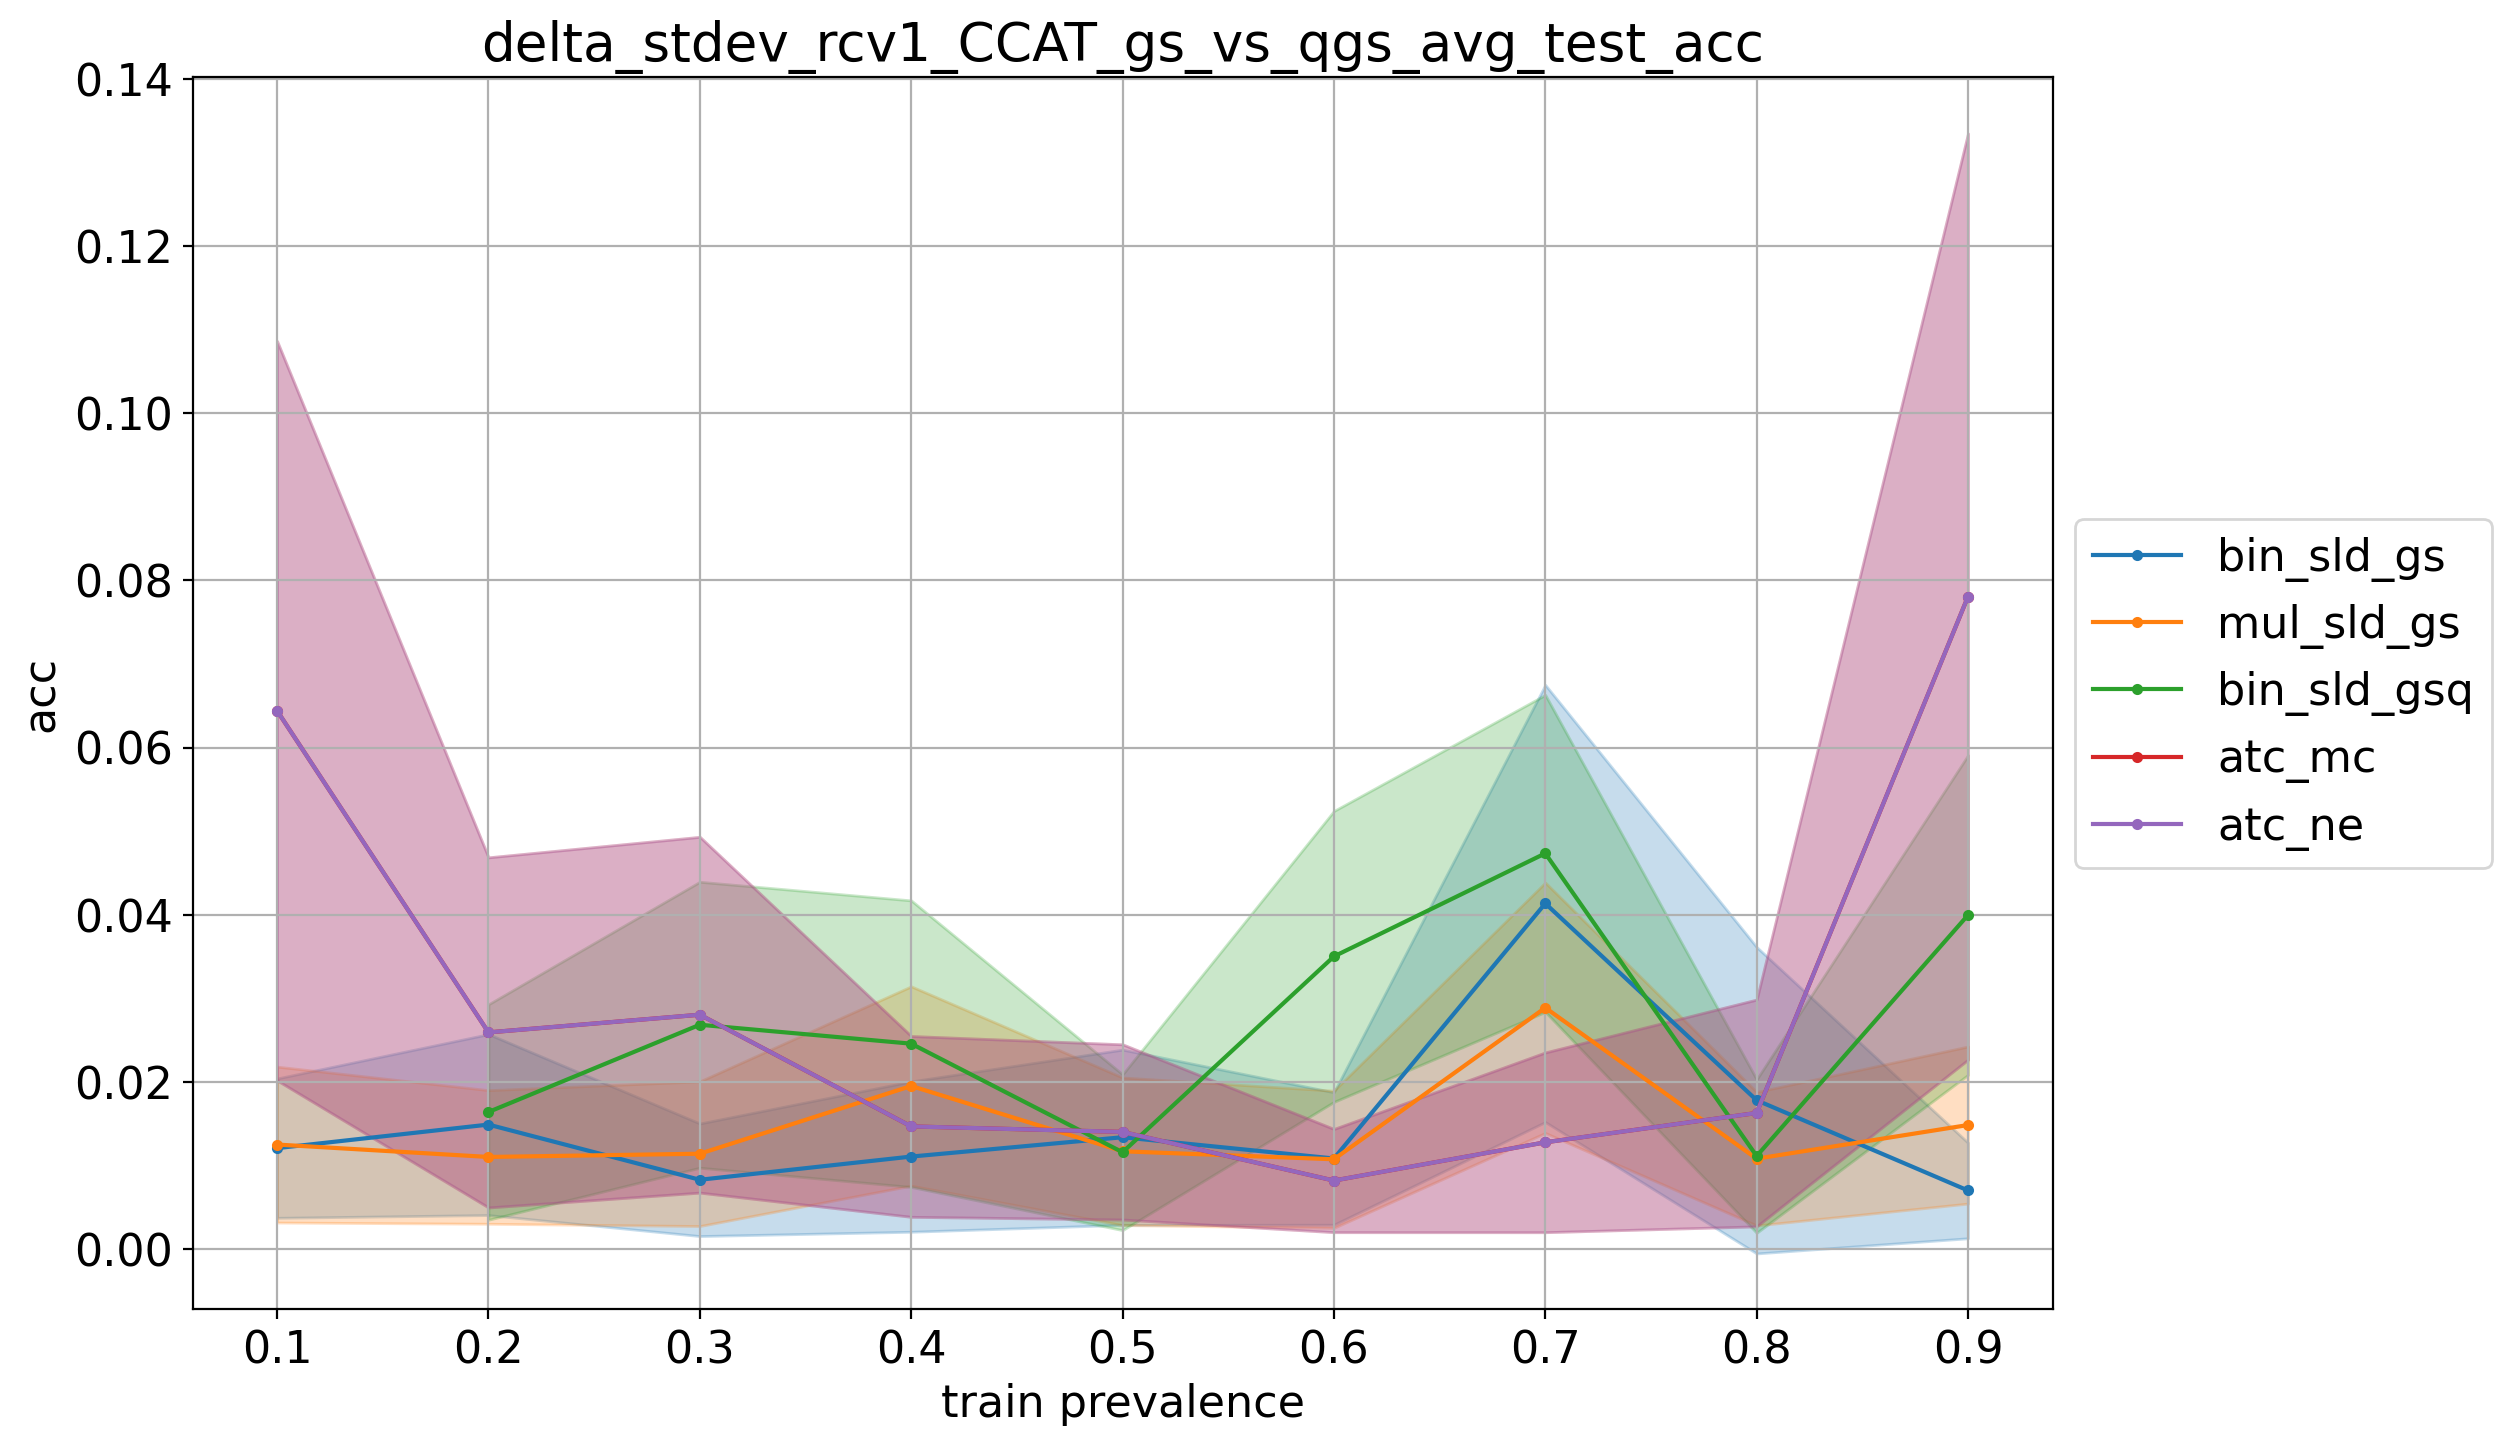 delta_stdev_rcv1_CCAT_gs_vs_qgs_avg_test_acc
0.14
0.12
0.10
0.08
0.06
0.04
0.02
0.00
acc
0.1 0.2 0.3 0.4 0.5 0.6 0.7 0.8 0.9
train prevalence
bin_sld_gs
mul_sld_gs
bin_sld_gsq
atc_mc
atc_ne